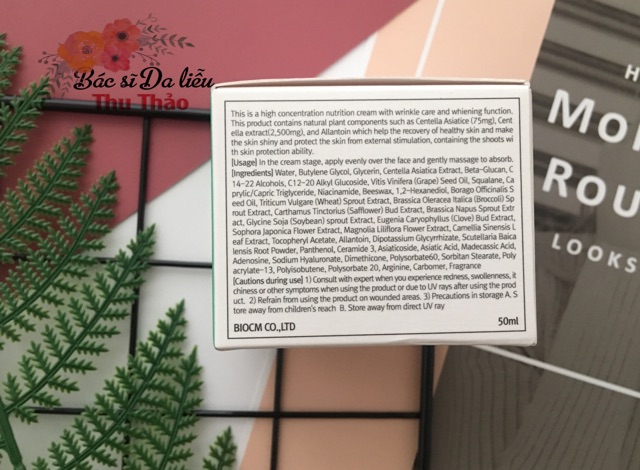 Bác sĩ Da liễu
Thu Thảo
H
Mo
ROU
LOOKS
This is a high concentration nutrition cream with wrinkle care and whiening function.
This product contains natural plant components such as Centella Asiatice (75mg), Cent
ella extract(2,500mg), and Allantoin which help the recovery of healthy skin and make
the skin shiny and protect the skin from external stimulation, containing the shoots wi
th skin protection ability.
[Usage] In the cream stage, apply evenly over the face and gently massage to absorb.
[Ingredients] Water, Butylene Glycol, Glycerin, Centella Asiatica Extract, Beta-Glucan, C
14-22 Alcohols, C12-20 Alkyl Glucoside, Vitis Vinifera (Grape) Seed Oil, Squalane, Ca
prylic/Capric Triglyceride, Niacinamide, Beeswax, 1,2-Hexanediol, Borago Officinalis S
eed Oil, Triticum Vulgare (Wheat) Sprout Extract, Brassica Oleracea Italica (Broccoli) Sp
rout Extract, Carthamus Tinctorius (Safflower) Bud Extract, Brassica Napus Sprout Extr
act, Glycine Soja (Soybean) sprout Extract, Eugenia Caryophyllus (Clove) Bud Extract,
Sophora Japonica Flower Extract, Magnolia Liliflora Flower Extract, Camellia Sinensis L
eaf Extract, Tocopheryl Acetate, Allantoin, Dipotassium Glycyrrhizate, Scutellaria Baica
lensis Root Powder, Panthenol, Ceramide 3, Asiaticoside, Asiatic Acid, Madecassic Acid,
Adenosine, Sodium Hyaluronate, Dimethicone, Polysorbate60, Sorbitan Stearate, Poly
acrylate-13, Polyisobutene, Polysorbate 20, Arginine, Carbomer, Fragrance
[Cautions during use] 1) Consult with expert when you experience redness, swollenness, it
chiness or other symptoms when using the product or due to UV rays after using the prod
uct. 2) Refrain from using the product on wounded areas. 3) Precautions in storage A. S
tore away from children's reach B. Store away from direct UV ray
BIOCM CO.,LTD
50ml